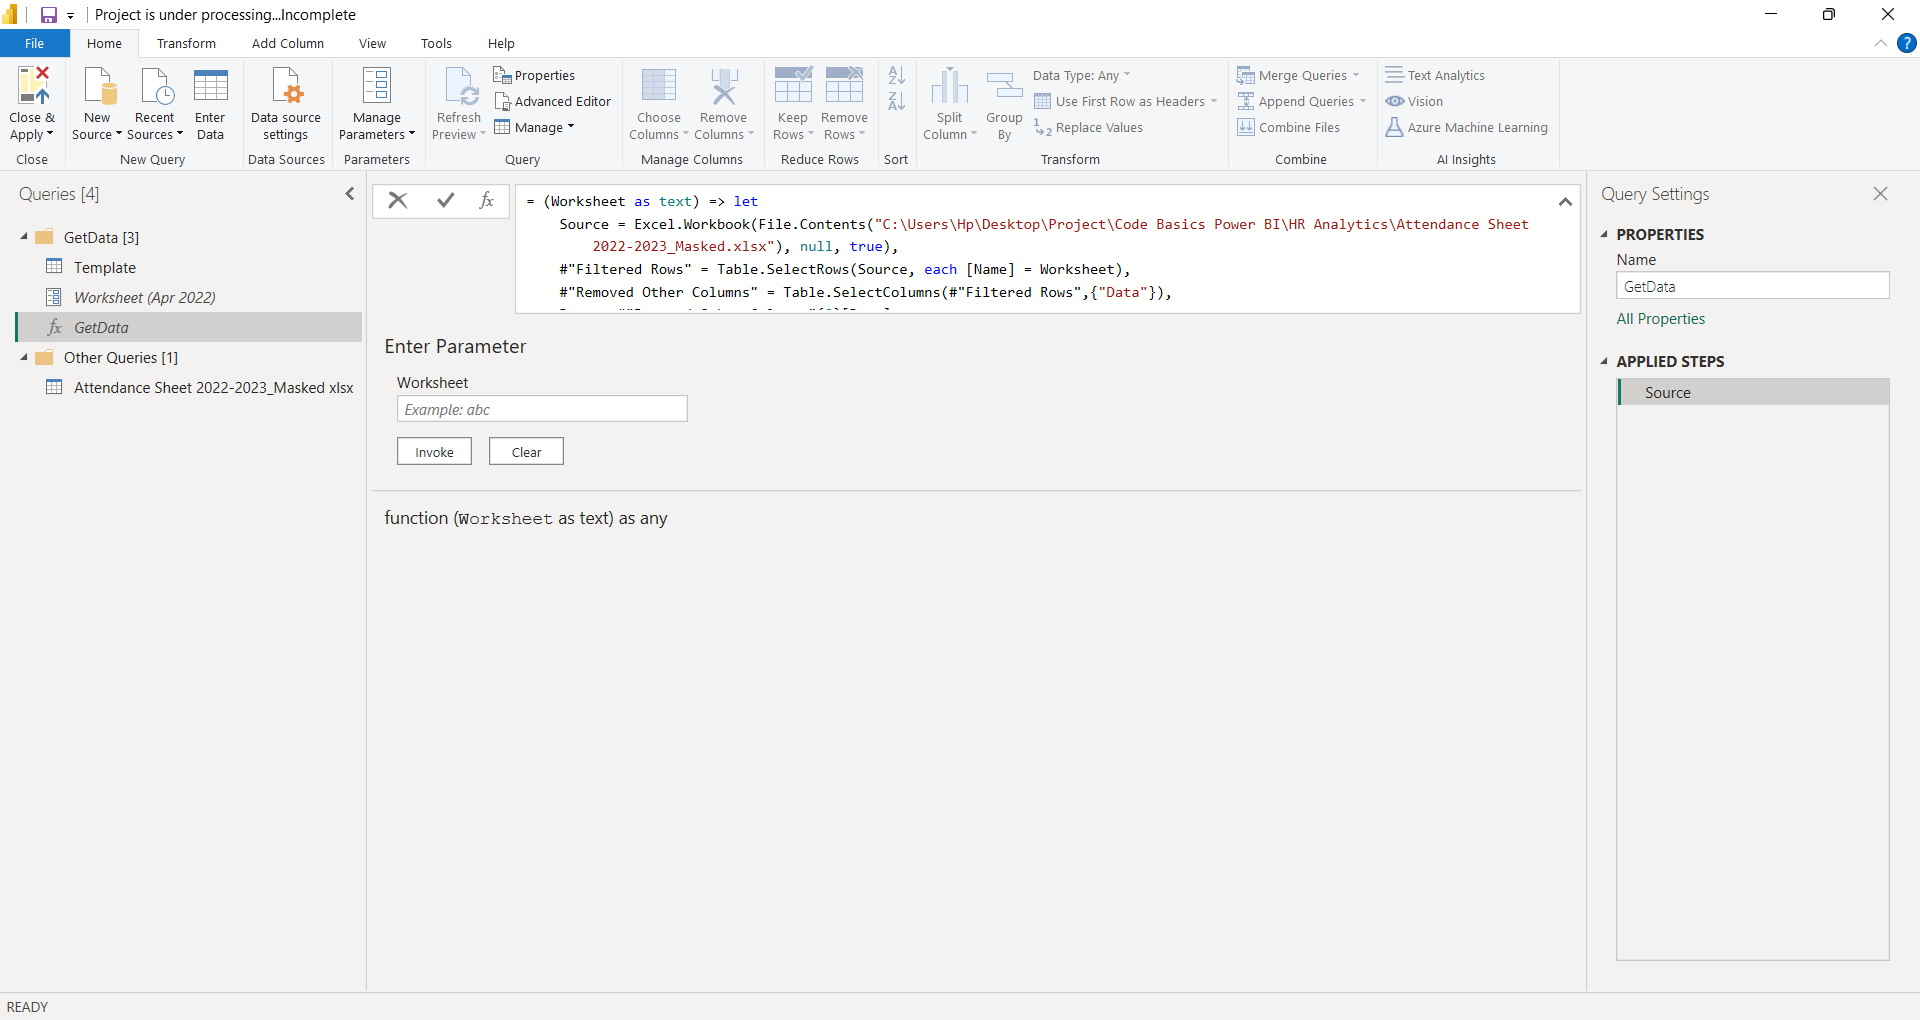 Project is under processing...Incomplete
File Home Transform Add Column View Tools Help
Close & Apply
New Source
Recent Sources
Enter Data
Data source settings
Manage Parameters
Refresh Preview
Properties
Advanced Editor
Manage
Choose Columns
Remove Columns
Keep Rows
Remove Rows
A Z
Z A
Split Column
Group By
Data Type: Any
Use First Row as Headers
1 2 Replace Values
Merge Queries
Append Queries
Combine Files
Text Analytics
Vision
Azure Machine Learning
Close New Query Data Sources Parameters Query Manage Columns Reduce Rows Sort Transform Combine AI Insights
Queries [4]
GetData [3]
Template
Worksheet (Apr 2022)
fx GetData
Other Queries [1]
Attendance Sheet 2022-2023_Masked xlsx
fx
= (Worksheet as text) => let
Source = Excel.Workbook(File.Contents("C:\Users\Hp\Desktop\Project\Code Basics Power BI\HR Analytics\Attendance Sheet
2022-2023_Masked.xlsx"), null, true),
#"Filtered Rows" = Table.SelectRows(Source, each [Name] = Worksheet),
#"Removed Other Columns" = Table.SelectColumns(#"Filtered Rows",{"Data"}),
Enter Parameter
Worksheet
Example: abc
Invoke Clear
function (Worksheet as text) as any
Query Settings
PROPERTIES
Name
GetData
All Properties
APPLIED STEPS
Source
READY